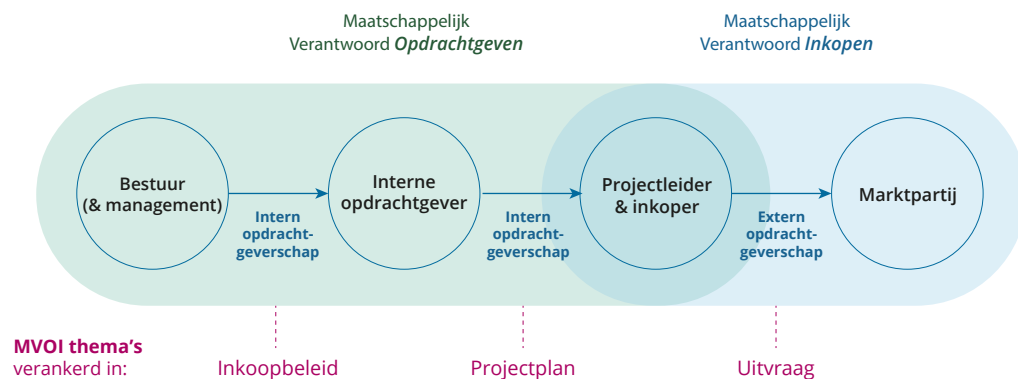 Maatschappelijk
Verantwoord Opdrachtgeven
Maatschappelijk
Verantwoord Inkopen
Bestuur
(& management)
Intern
opdracht-
geverschap
Interne
opdrachtgever
Intern
opdracht-
geverschap
Projectleider
& inkoper
Extern
opdracht-
geverschap
Marktpartij
MVOI thema's
verankerd in:
Inkoopbeleid
Projectplan
Uitvraag